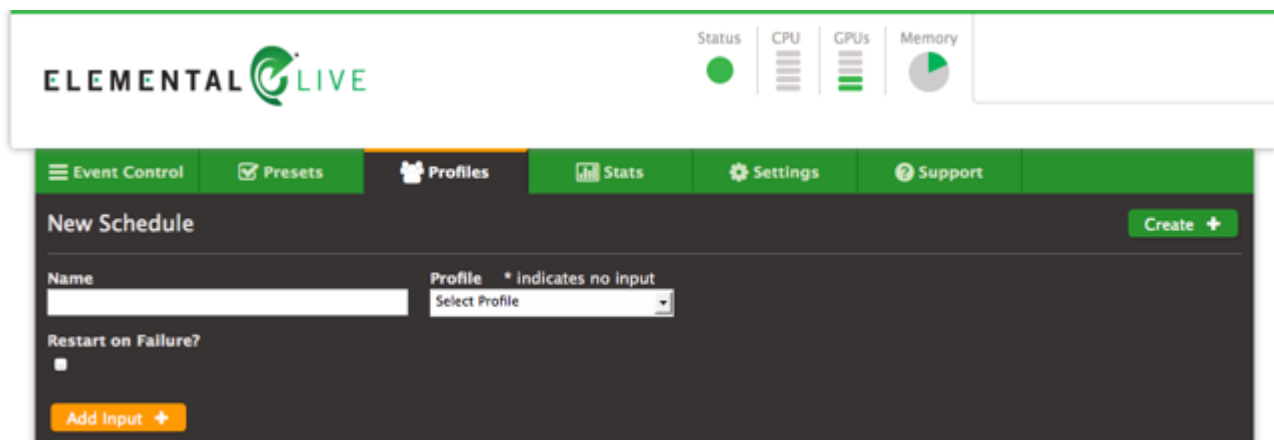 Status CPU GPUs Memory
ELEMENTAL LIVE
Event Control Presets Profiles Stats Settings Support
New Schedule Create +
Name Profile * indicates no input
Select Profile
Restart on Failure?
Add Input +